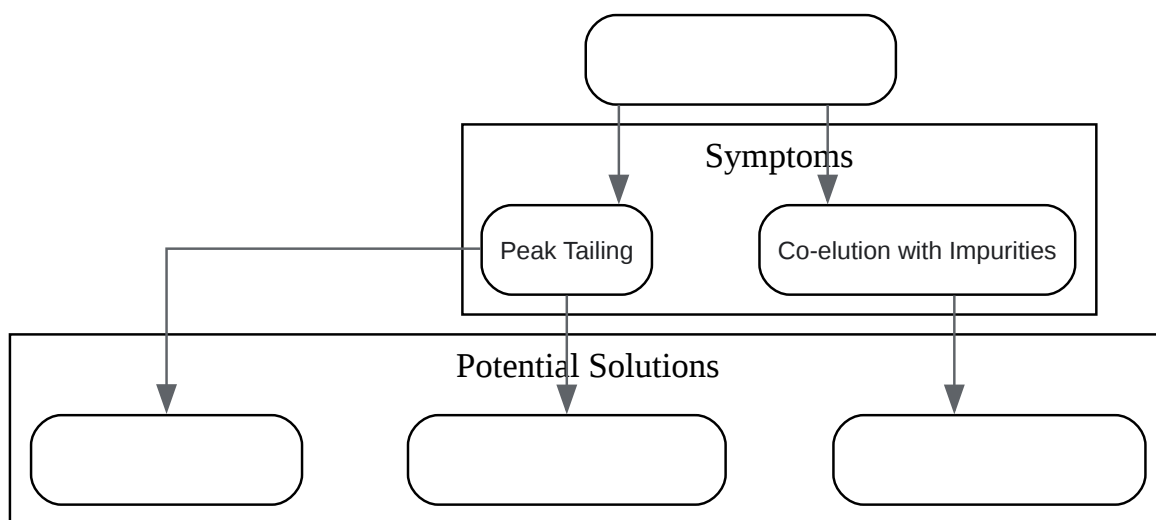 Symptoms
Peak Tailing
Co-elution with Impurities
Potential Solutions